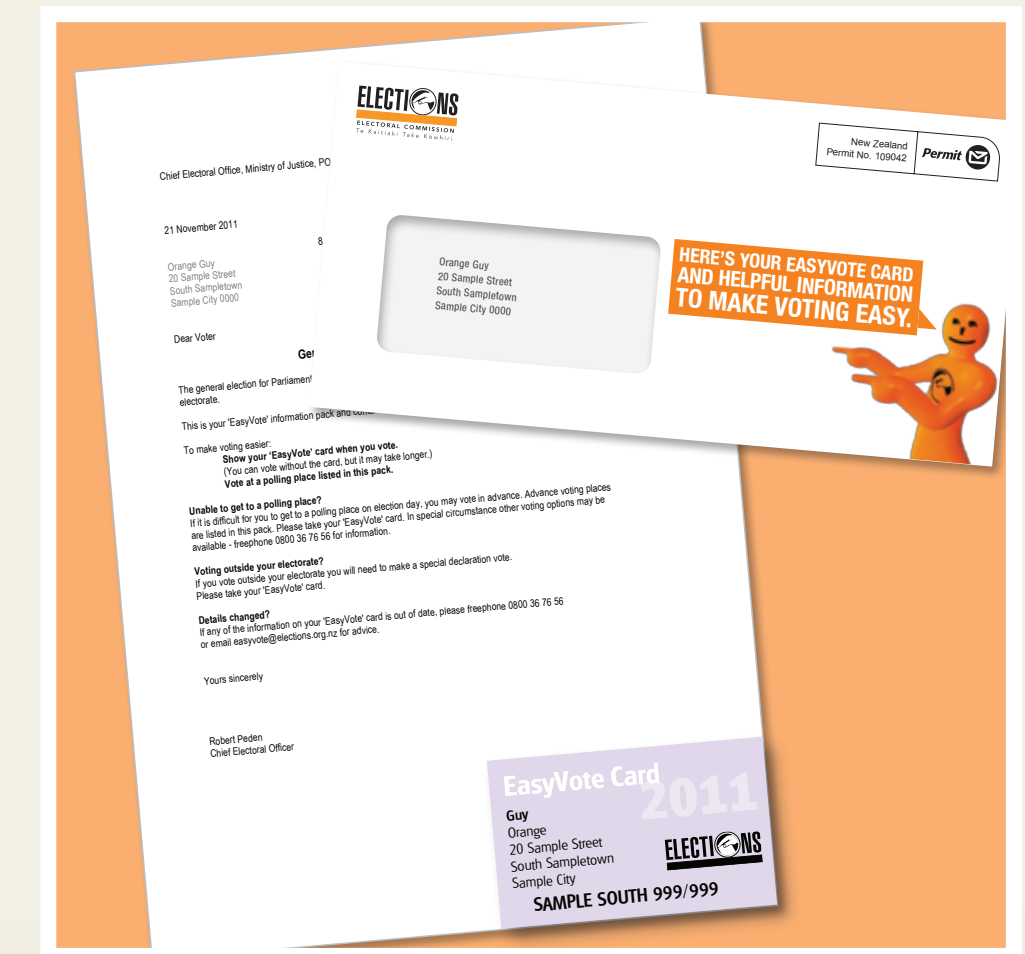 ELECTIONS
ELECTORAL COMMISSION
Te Kaitiaki Take Kōwhiri
New Zealand
Permit No. 109042
Permit
Orange Guy
20 Sample Street
South Sampletown
Sample City 0000
HERE'S YOUR EASYVOTE CARD
AND HELPFUL INFORMATION
TO MAKE VOTING EASY.
Chief Electoral Office, Ministry of Justice, PO
21 November 2011
8
Orange Guy
20 Sample Street
South Sampletown
Sample City 0000
Dear Voter
The general election for Parliament
electorate.
This is your 'EasyVote' information pack and
To make voting easier:
Show your 'EasyVote' card when you vote.
(You can vote without the card, but it may take longer.)
Vote at a polling place listed in this pack.
Unable to get to a polling place?
If it is difficult for you to get to a polling place on election day, you may vote in advance. Advance voting places
are listed in this pack. Please take your 'EasyVote' card. In special circumstance other voting options may be
available - freephone 0800 36 76 56 for information.
Voting outside your electorate?
If you vote outside your electorate you will need to make a special declaration vote.
Please take your 'EasyVote' card.
Details changed?
If any of the information on your 'EasyVote' card is out of date, please freephone 0800 36 76 56
or email easyvote@elections.org.nz for advice.
Yours sincerely
Robert Peden
Chief Electoral Officer
EasyVote Card
2011
Guy
Orange
20 Sample Street
South Sampletown
Sample City
ELECTIONS
SAMPLE SOUTH 999/999